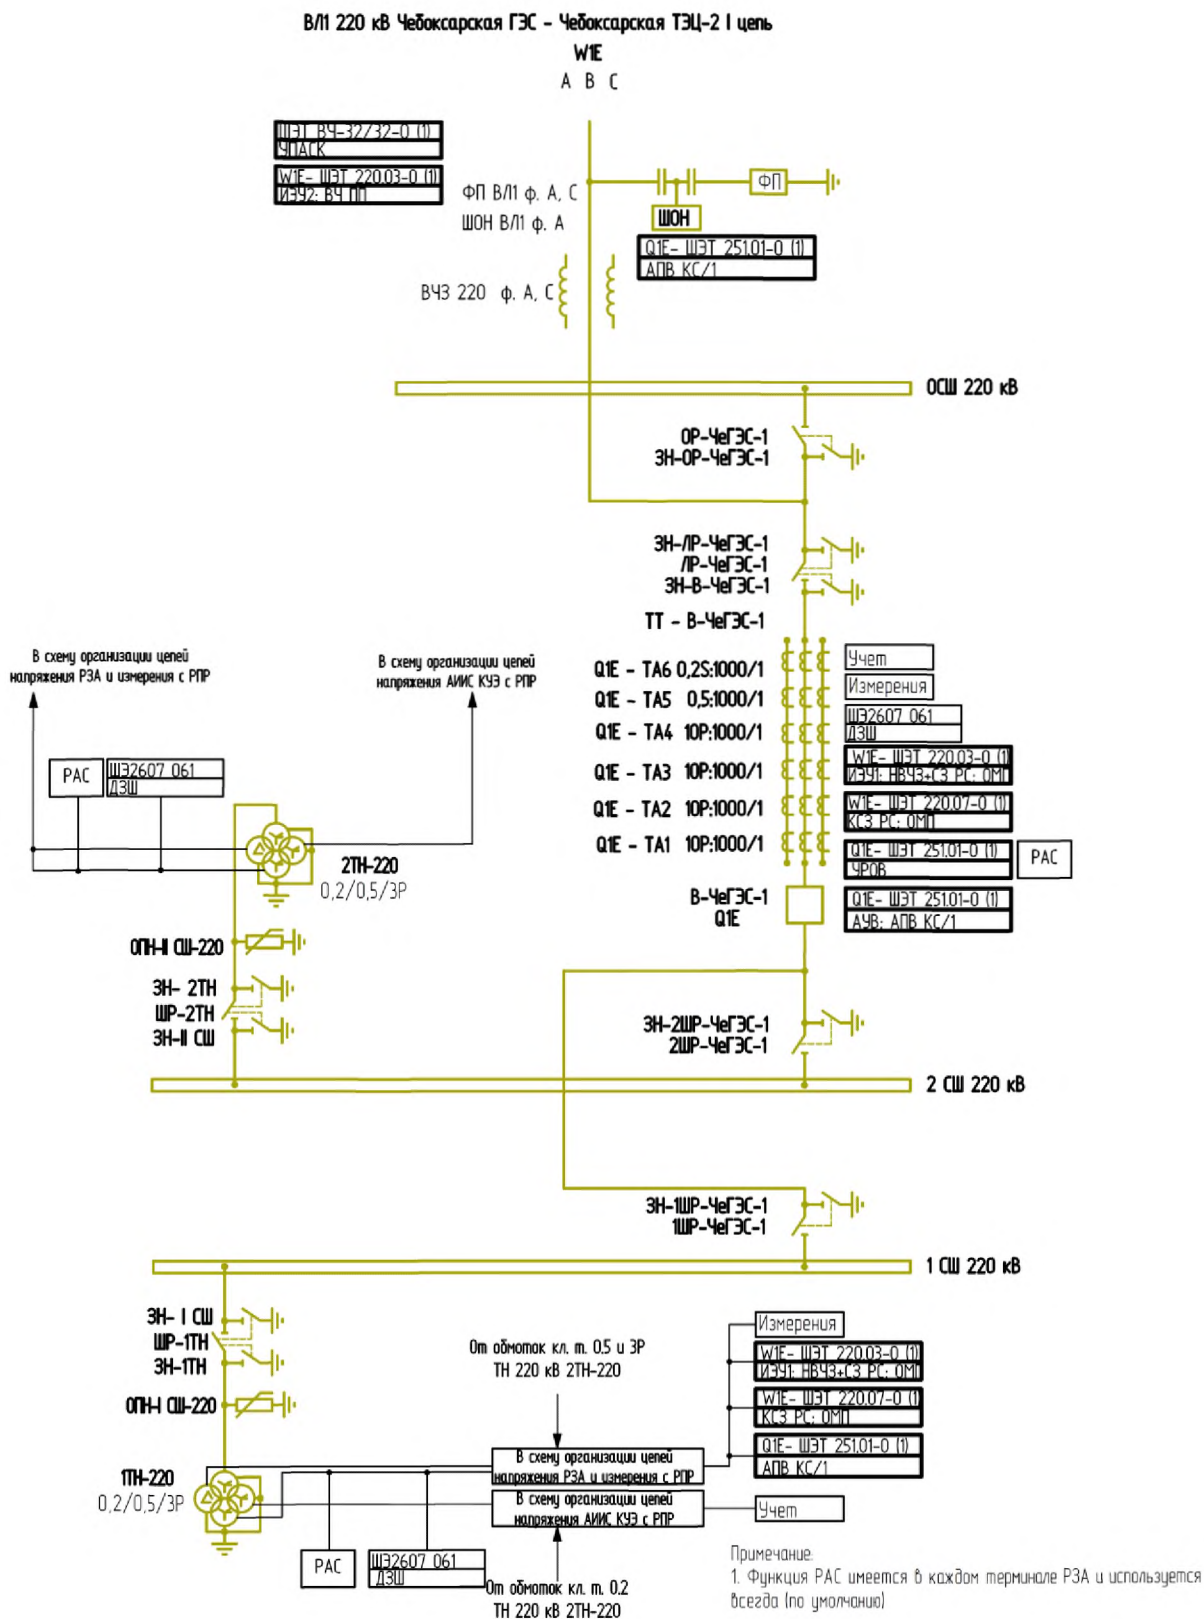 ВЛ1 220 кВ Чебоксарская ГЭС - Чебоксарская ТЭЦ-2 I цепь
W1E
A B C
ШЭТ ВЧ-32/32-0 (1)
УПАСК
W1E- ШЭТ 220.03-0 (1)
ИЭУ2: ВЧ ПП
ФП ВЛ1 ф. А, С
ШОН ВЛ1 ф. А
ФП
ШОН
Q1E- ШЭТ 251.01-0 (1)
АПВ КС/1
ВЧЗ 220 ф. А, С
ОСШ 220 кВ
ОР-ЧеГЭС-1
ЗН-ОР-ЧеГЭС-1
ЗН-ЛР-ЧеГЭС-1
ЛР-ЧеГЭС-1
ЗН-В-ЧеГЭС-1
ТТ - В-ЧеГЭС-1
Q1E - TA6 0,2S:1000/1
Учет
Q1E - TA5 0,5:1000/1
Измерения
Q1E - TA4 10P:1000/1
ШЭ2607 061
ДЗШ
Q1E - TA3 10P:1000/1
W1E- ШЭТ 220.03-0 (1)
ИЭУ1: НВЧЗ+СЗ РС: ОМП
Q1E - TA2 10P:1000/1
W1E- ШЭТ 220.07-0 (1)
КСЗ РС: ОМП
Q1E - TA1 10P:1000/1
Q1E- ШЭТ 251.01-0 (1)
УРОВ
РАС
В-ЧеГЭС-1
Q1E
Q1E- ШЭТ 251.01-0 (1)
АУВ: АПВ КС/1
В схему организации цепей
напряжения РЗА и измерения с РПР
В схему организации цепей
напряжения АИИС КУЭ с РПР
РАС
ШЭ2607 061
ДЗШ
2ТН-220
0,2/0,5/3Р
ОПН-II СШ-220
ЗН- 2ТН
ШР-2ТН
ЗН-II СШ
ЗН-2ШР-ЧеГЭС-1
2ШР-ЧеГЭС-1
2 СШ 220 кВ
ЗН-1ШР-ЧеГЭС-1
1ШР-ЧеГЭС-1
1 СШ 220 кВ
ЗН- I СШ
ШР-1ТН
ЗН-1ТН
ОПН-I СШ-220
1ТН-220
0,2/0,5/3Р
От обмоток кл. т. 0.5 и 3Р
ТН 220 кВ 2ТН-220
В схему организации цепей
напряжения РЗА и измерения с РПР
В схему организации цепей
напряжения АИИС КУЭ с РПР
Измерения
W1E- ШЭТ 220.03-0 (1)
ИЭУ1: НВЧЗ+СЗ РС: ОМП
W1E- ШЭТ 220.07-0 (1)
КСЗ РС: ОМП
Q1E- ШЭТ 251.01-0 (1)
АПВ КС/1
Учет
РАС
ШЭ2607 061
ДЗШ
От обмоток кл. т. 0.2
ТН 220 кВ 2ТН-220
Примечание:
1. Функция РАС имеется в каждом терминале РЗА и используется
всегда (по умолчанию)